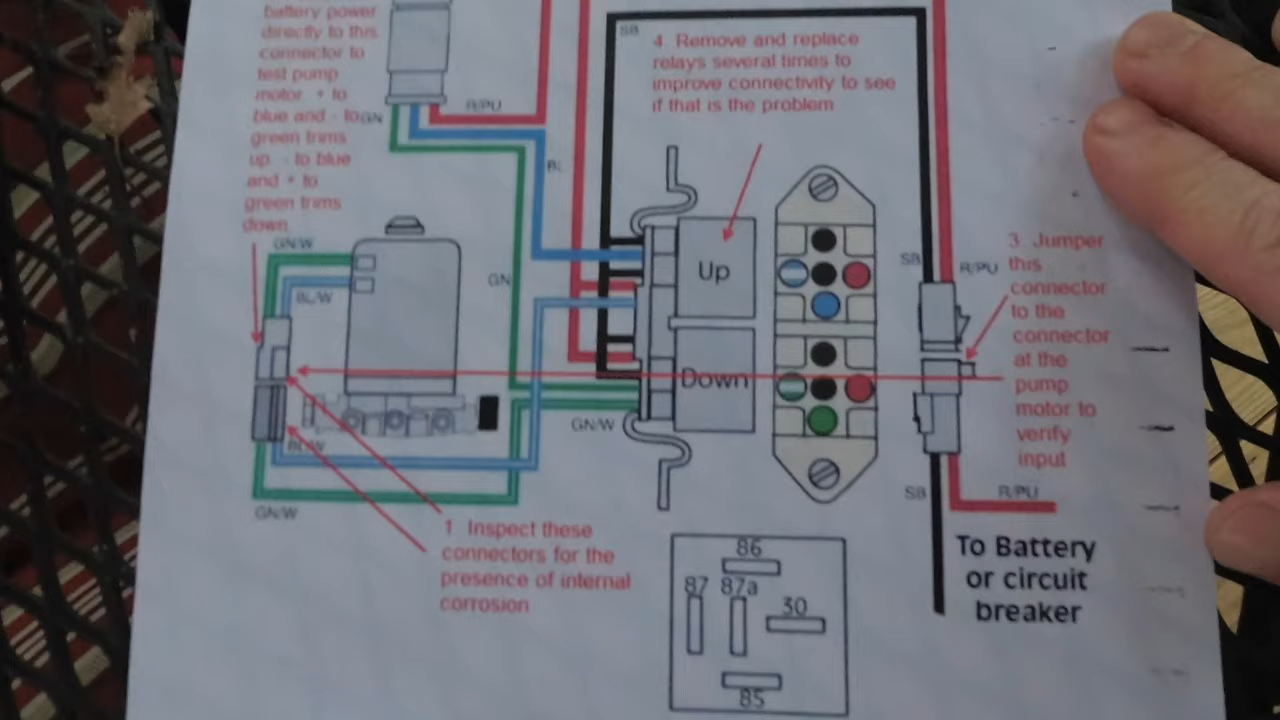 battery power
directly to this
connector to
test pump
motor. + to
blue and - to
green trims
up. - to blue
and + to
green trims
down.
GN
R/PU
BL
SB
4. Remove and replace
relays several times to
improve connectivity to see
if that is the problem
GN/W
BL/W
GN
Up
Down
GN/W
BL/W
GN/W
SB
R/PU
3. Jumper
this
connector
to the
connector
at the
pump
motor to
verify
input
SB
R/PU
1. Inspect these
connectors for the
presence of internal
corrosion
To Battery
or circuit
breaker
86
87 87a
30
85